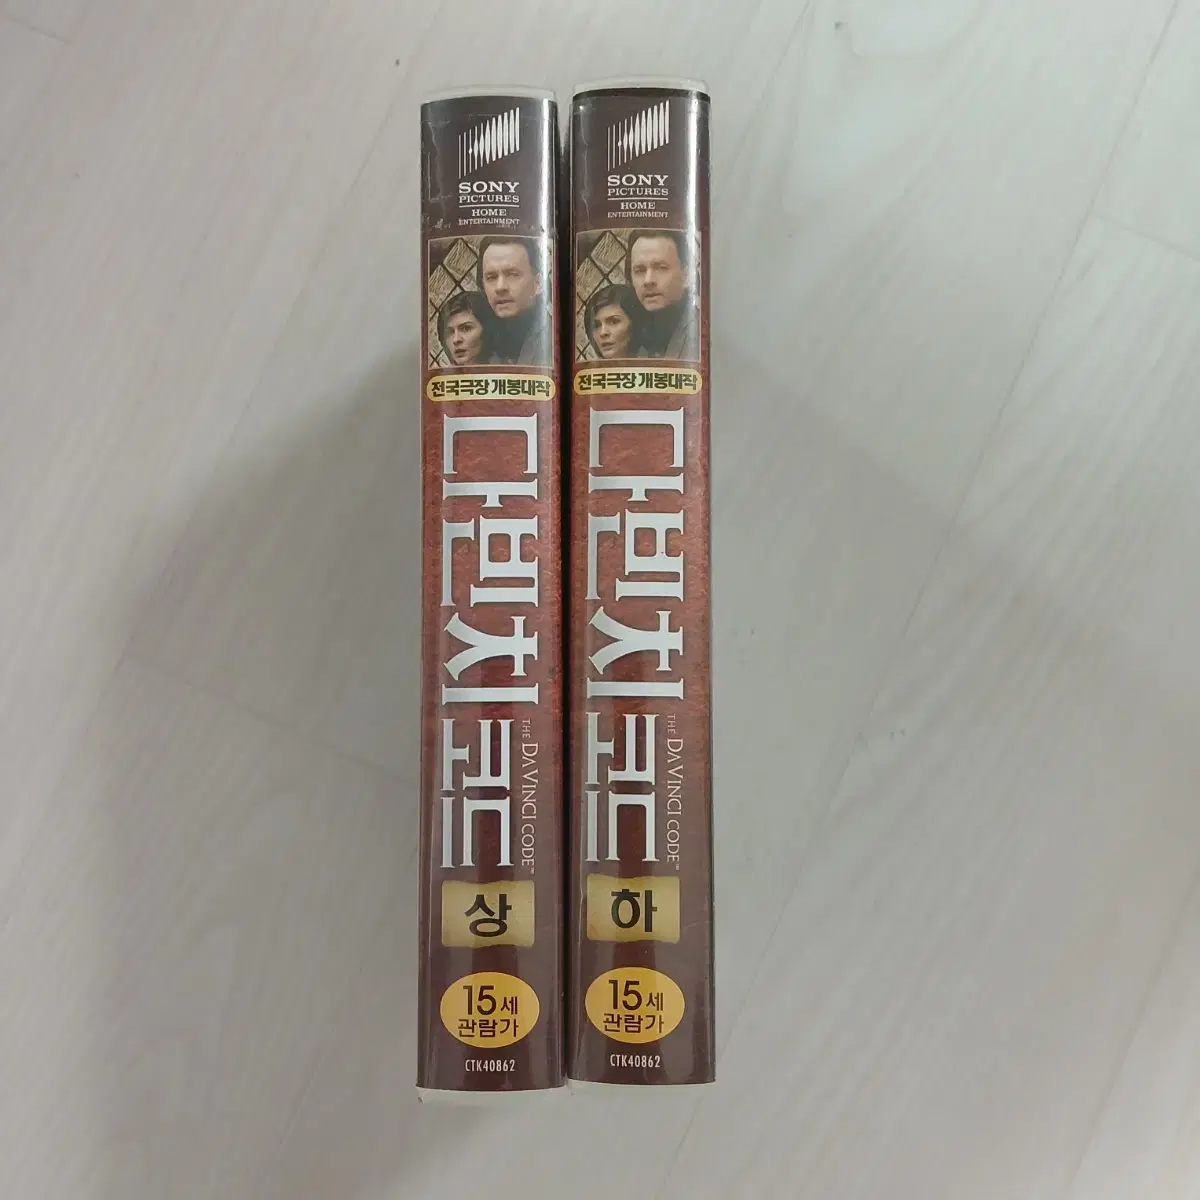 SONY
PICTURES
HOME
ENTERTAINMENT
전국극장 개봉대작
다빈치 코드
THE DA VINCI CODE™
상
15세
관람가
CTK40862
SONY
PICTURES
HOME
ENTERTAINMENT
전국극장 개봉대작
다빈치 코드
THE DA VINCI CODE™
하
15세
관람가
CTK40862